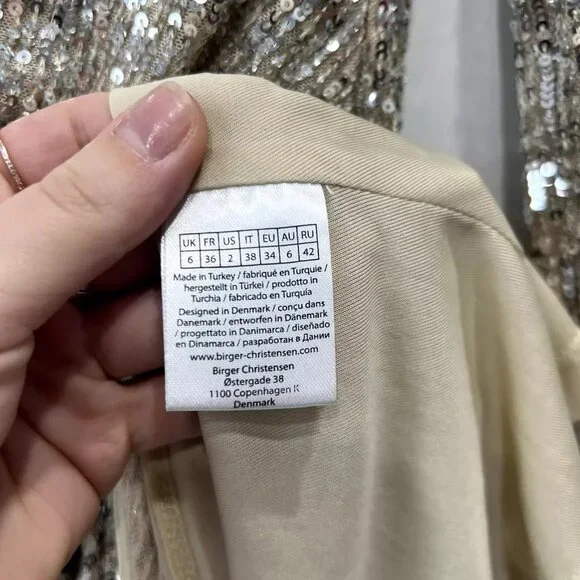 UK FR US IT EU AU RU
6 36 2 38 34 6 42
Made in Turkey / fabriqué en Turquie /
hergestellt in Türkei / prodotto in
Turchia / fabricado en Turquía
Designed in Denmark / conçu dans
Danemark / entworfen in Dänemark
/ progettato in Danimarca / diseñado
en Dinamarca / разработан в Дании
www.birger-christensen.com
Birger Christensen
Østergade 38
1100 Copenhagen K
Denmark